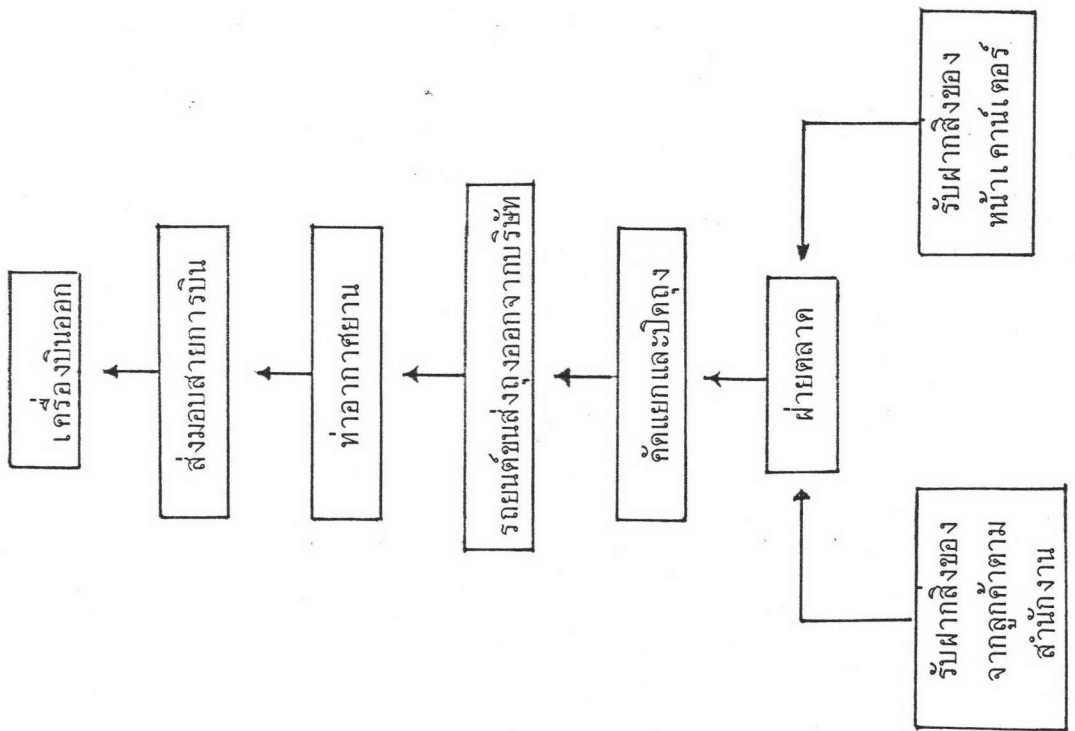 รับฝากสิ่งของ
จากลูกค้าตาม
สำนักงาน
รับฝากสิ่งของ
หน้าเคาน์เตอร์
ฝ่ายตลาด
คัดแยกและปิดถุง
รถยนต์ขนส่งถุงออกจากบริษัท
ท่าอากาศยาน
ส่งมอบสายการบิน
เครื่องบินออก